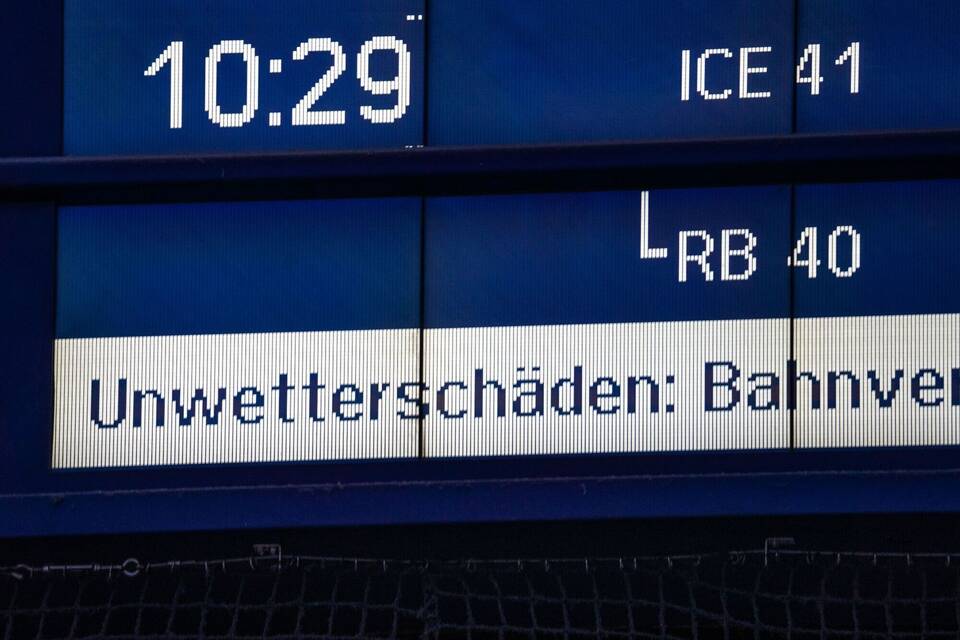 10:29 ICE 41
RB 40
Unwetterschäden: Bahnver